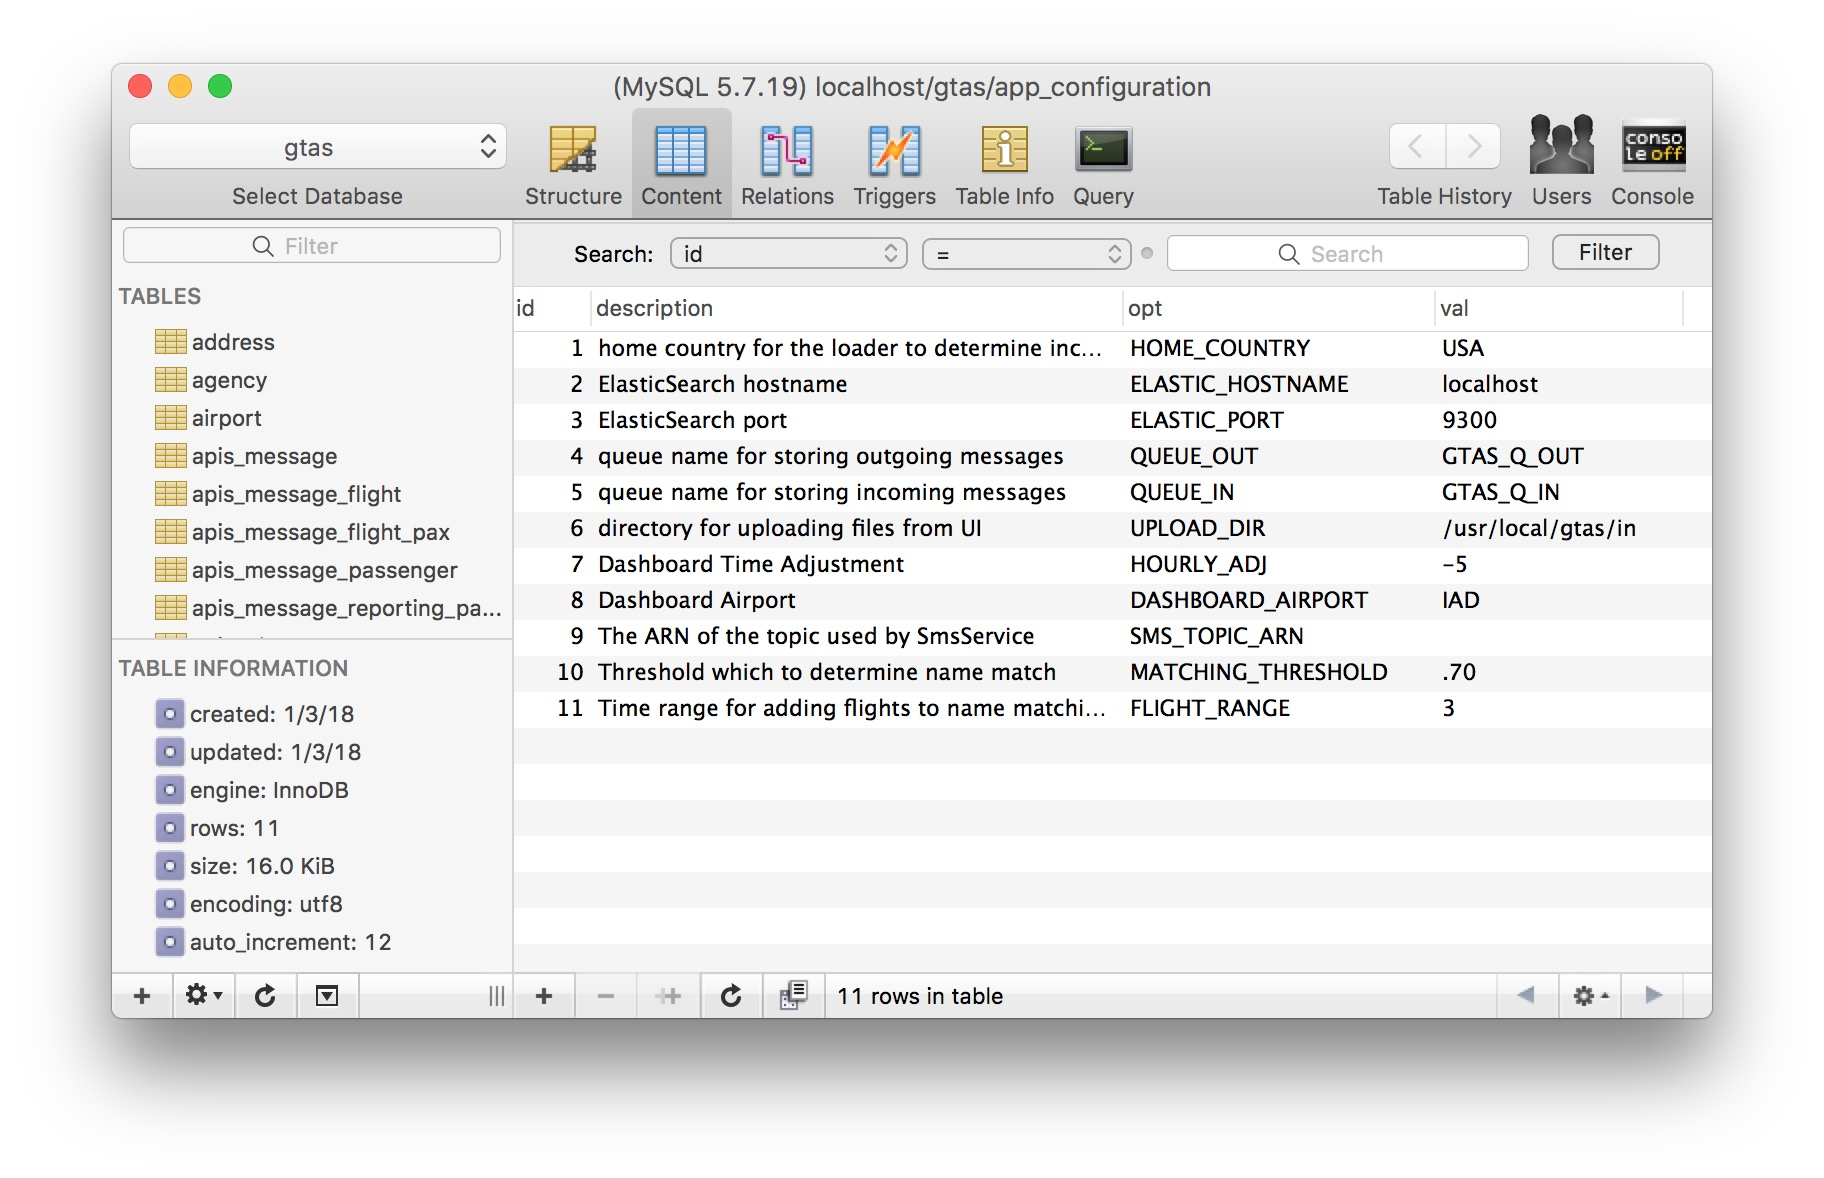 (MySQL 5.7.19) localhost/gtas/app_configuration
gtas
Select Database
Structure
Content
Relations
Triggers
Table Info
Query
Table History
Users
conso
le off
Console
Filter
Search:
id
=
Search
Filter
TABLES
address
agency
airport
apis_message
apis_message_flight
apis_message_flight_pax
apis_message_passenger
apis_message_reporting_pa...
TABLE INFORMATION
created: 1/3/18
updated: 1/3/18
engine: InnoDB
rows: 11
size: 16.0 KiB
encoding: utf8
auto_increment: 12
id description opt val
1 home country for the loader to determine inc... HOME_COUNTRY USA
2 ElasticSearch hostname ELASTIC_HOSTNAME localhost
3 ElasticSearch port ELASTIC_PORT 9300
4 queue name for storing outgoing messages QUEUE_OUT GTAS_Q_OUT
5 queue name for storing incoming messages QUEUE_IN GTAS_Q_IN
6 directory for uploading files from UI UPLOAD_DIR /usr/local/gtas/in
7 Dashboard Time Adjustment HOURLY_ADJ -5
8 Dashboard Airport DASHBOARD_AIRPORT IAD
9 The ARN of the topic used by SmsService SMS_TOPIC_ARN
10 Threshold which to determine name match MATCHING_THRESHOLD .70
11 Time range for adding flights to name matchi... FLIGHT_RANGE 3
11 rows in table